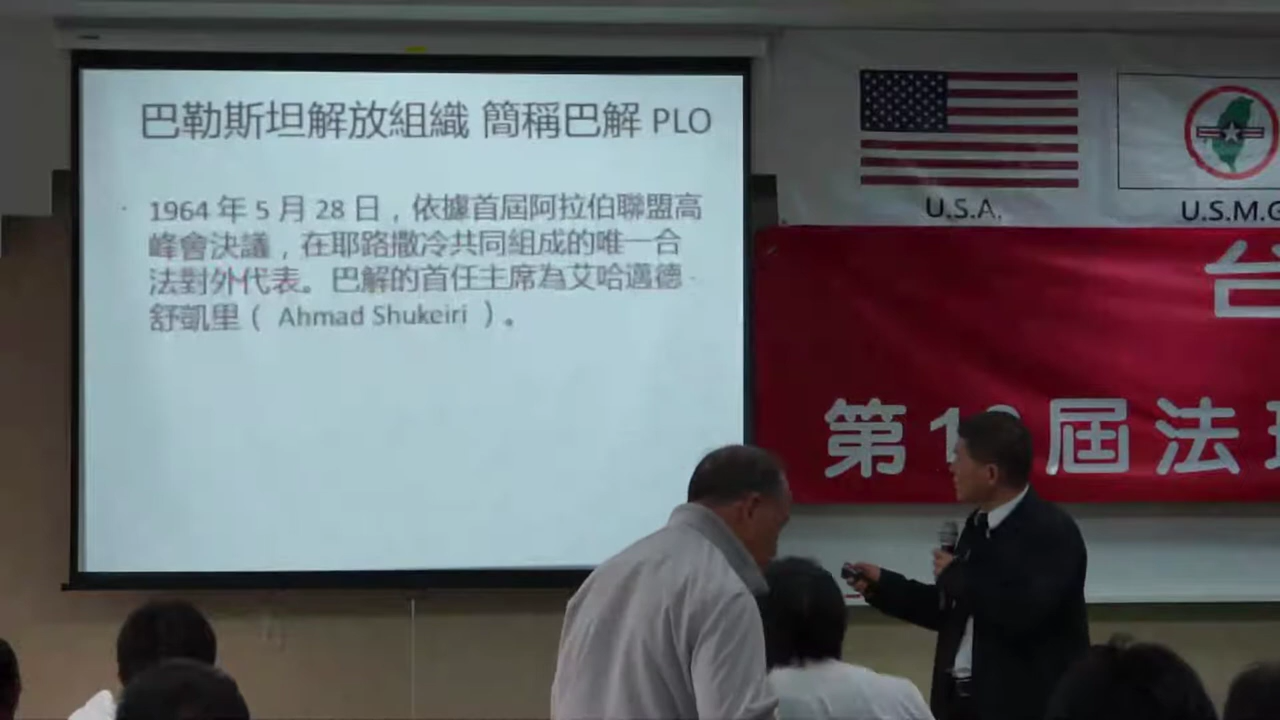 巴勒斯坦解放組織 簡稱巴解 PLO
1964 年 5 月 28 日，依據首屆阿拉伯聯盟高
峰會決議，在耶路撒冷共同組成的唯一合
法對外代表。巴解的首任主席為艾哈邁德·
舒凱里（ Ahmad Shukeiri ）。
U.S.A.
U.S.M.G
台
第1 屆法